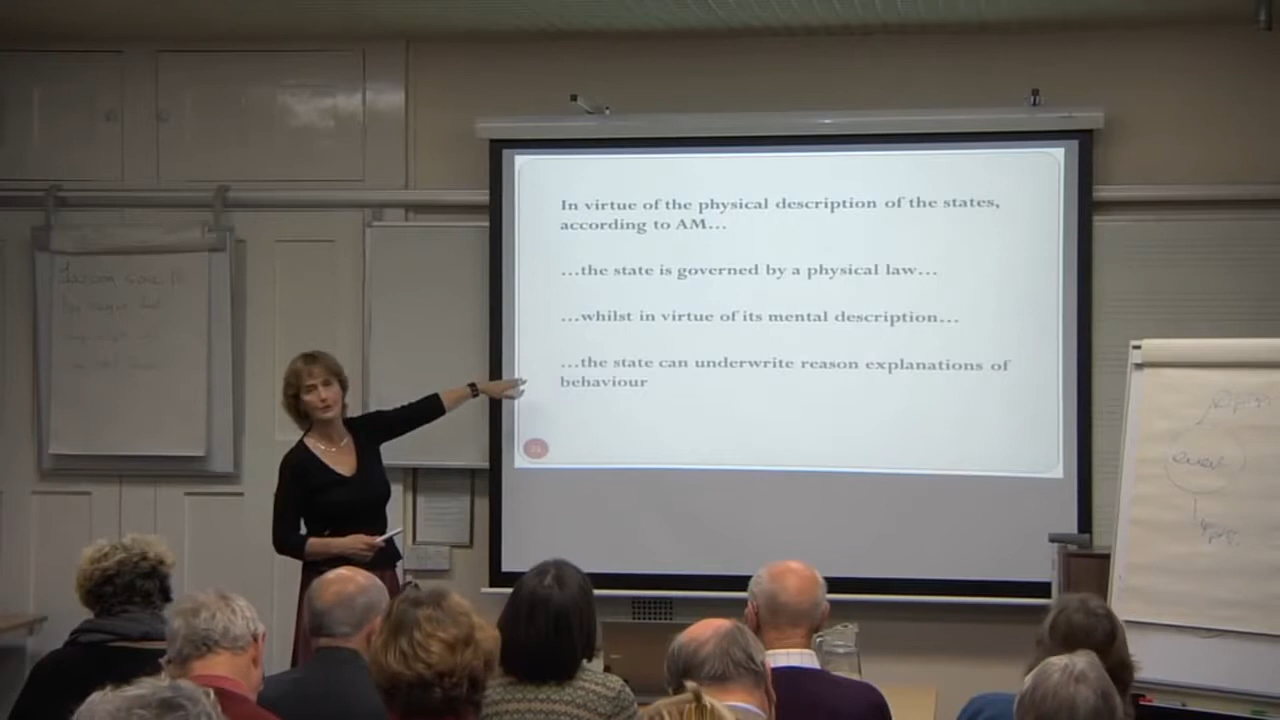 In virtue of the physical description of the states,
according to AM…
…the state is governed by a physical law…
…whilst in virtue of its mental description…
…the state can underwrite reason explanations of
behaviour